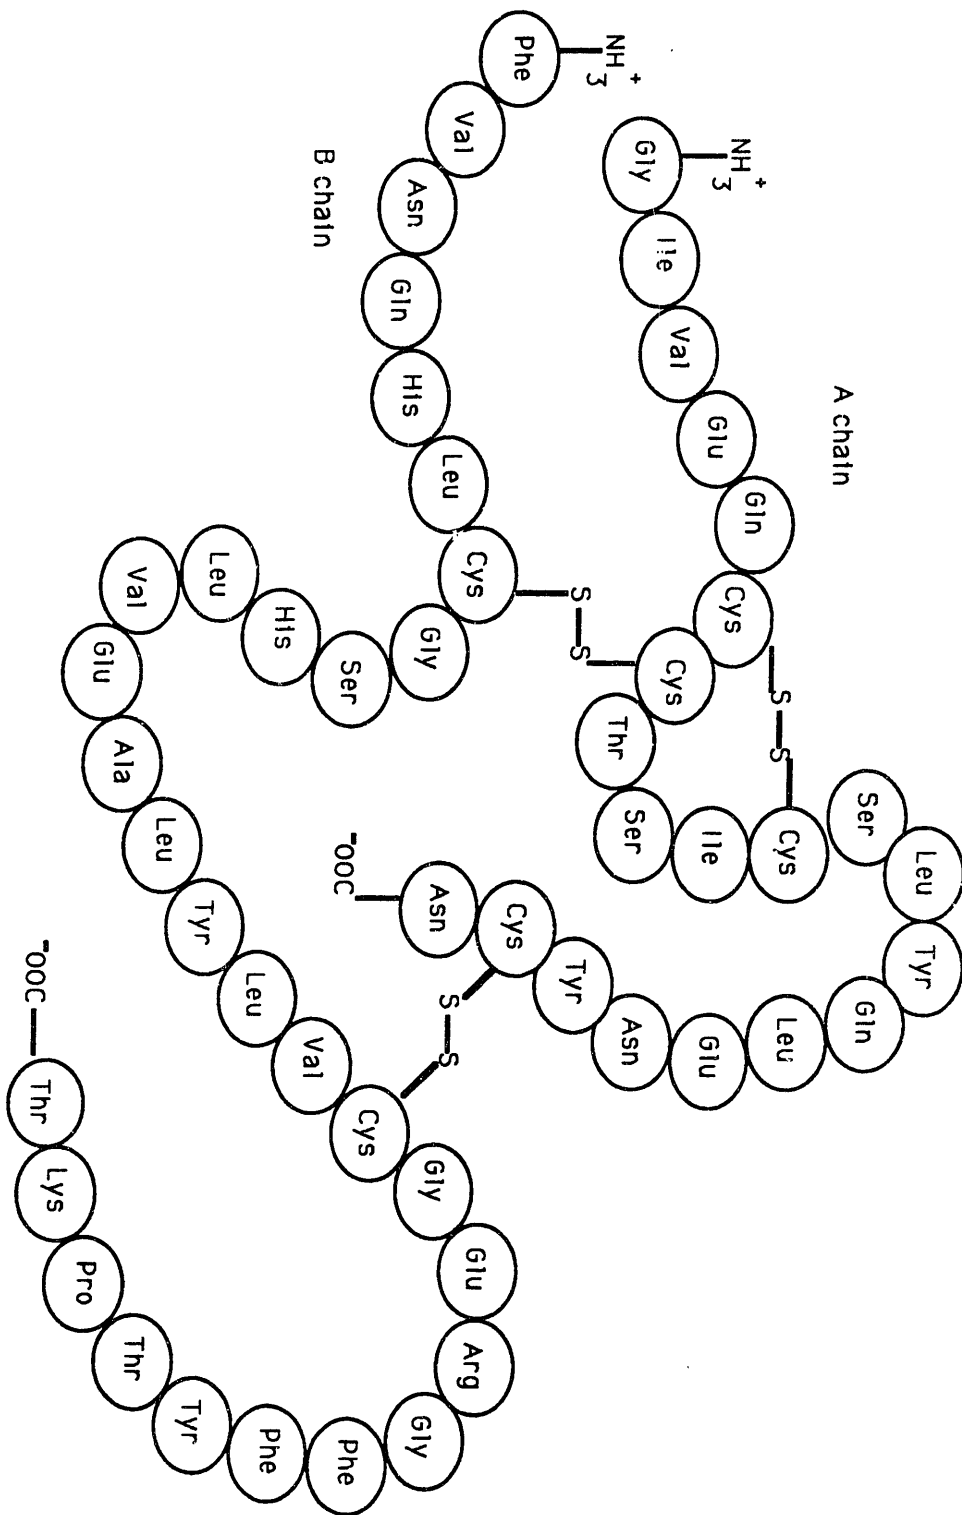 A chain
NH3+
Gly
Ile
Val
Glu
Gln
Cys
Cys
Thr
Ser
Ile
Cys
Ser
Leu
Tyr
Gln
Leu
Glu
Asn
Tyr
Cys
Asn
-OOC
S
S
S
S
S
S
B chain
NH3+
Phe
Val
Asn
Gln
His
Leu
Cys
Gly
Ser
His
Leu
Val
Glu
Ala
Leu
Tyr
Leu
Val
Cys
Gly
Glu
Arg
Gly
Phe
Phe
Tyr
Thr
Pro
Lys
Thr
-OOC